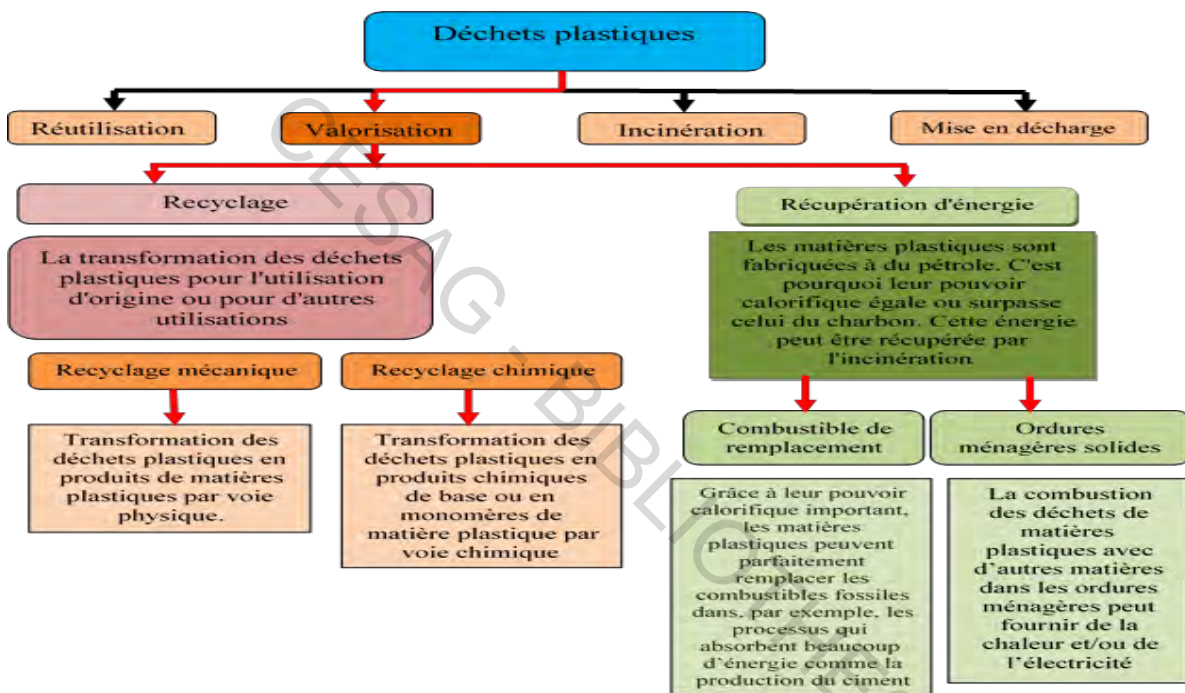 Déchets plastiques
Réutilisation
Valorisation
Incinération
Mise en décharge
Recyclage
Récupération d'énergie
La transformation des déchets
plastiques pour l'utilisation
d'origine ou pour d'autres
utilisations
Les matières plastiques sont
fabriquées à du pétrole. C'est
pourquoi leur pouvoir
calorifique égale ou surpasse
celui du charbon. Cette énergie
peut être récupérée par
l'incinération
Recyclage mécanique
Recyclage chimique
Transformation des
déchets plastiques en
produits de matières
plastiques par voie
physique.
Transformation des
déchets plastiques en
produits chimiques
de base ou en
monomères de
matière plastique par
voie chimique
Combustible de
remplacement
Ordures
ménagères solides
Grâce à leur pouvoir
calorifique important,
les matières
plastiques peuvent
parfaitement
remplacer les
combustibles fossiles
dans, par exemple, les
processus qui
absorbent beaucoup
d'énergie comme la
production du ciment
La combustion
des déchets de
matières
plastiques avec
d'autres matières
dans les ordures
ménagères peut
fournir de la
chaleur et/ou de
l'électricité
CESAG - BIBLIOTHE